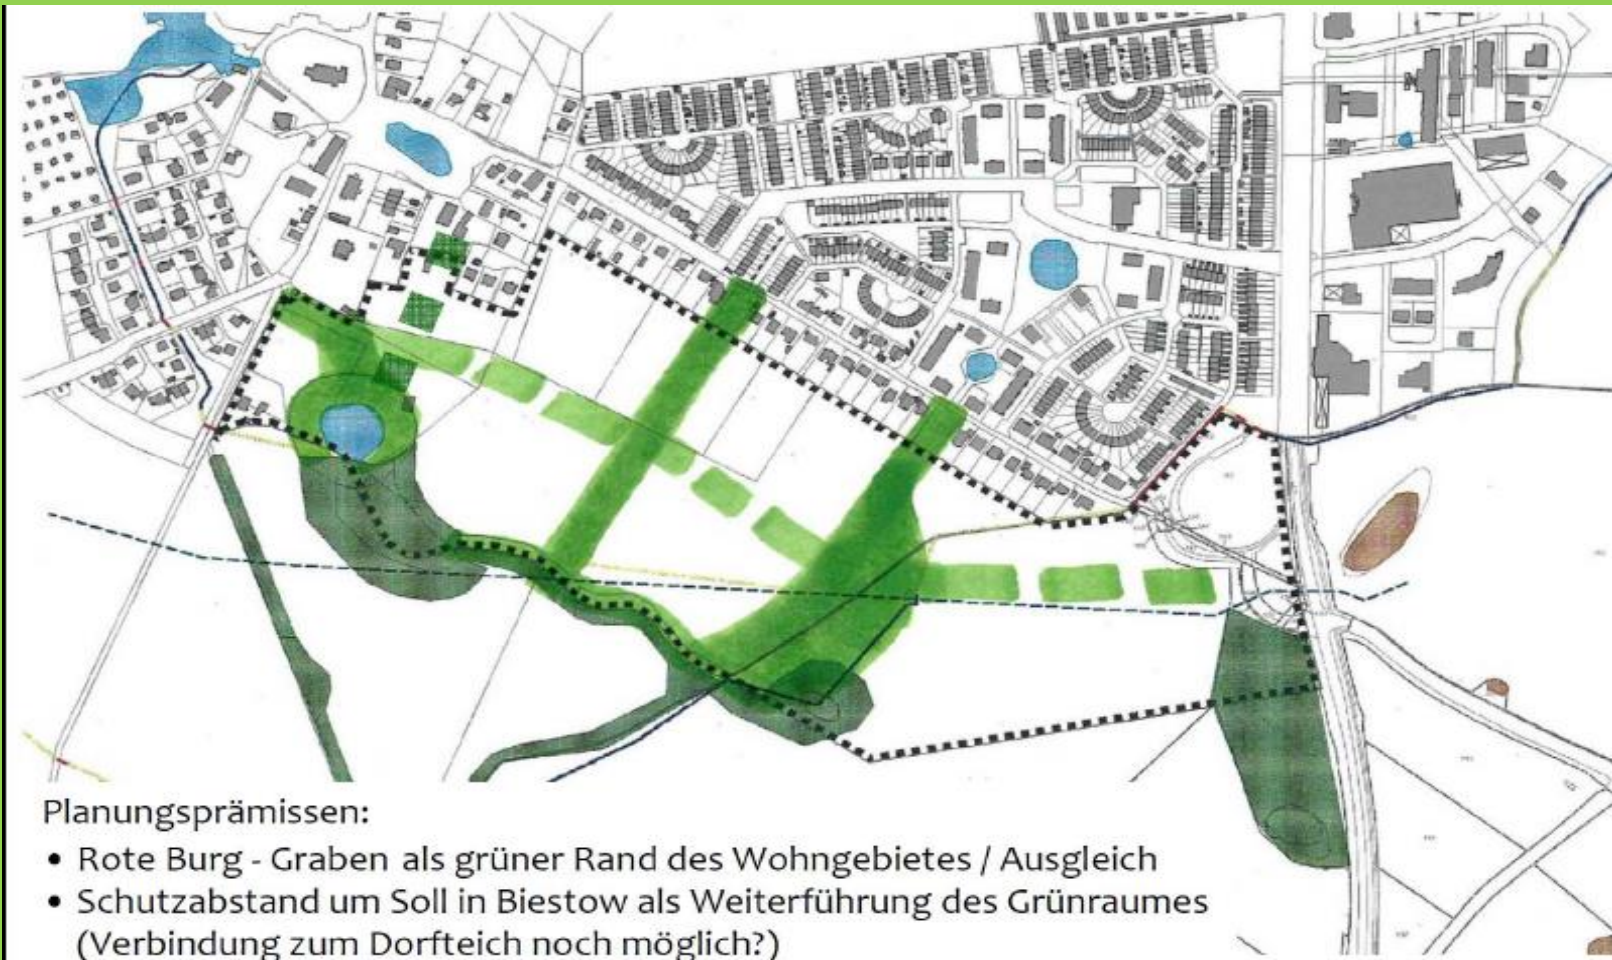 Planungsprämissen:
• Rote Burg - Graben als grüner Rand des Wohngebietes / Ausgleich
• Schutzabstand um Soll in Biestow als Weiterführung des Grünraumes
(Verbindung zum Dorfteich noch möglich?)